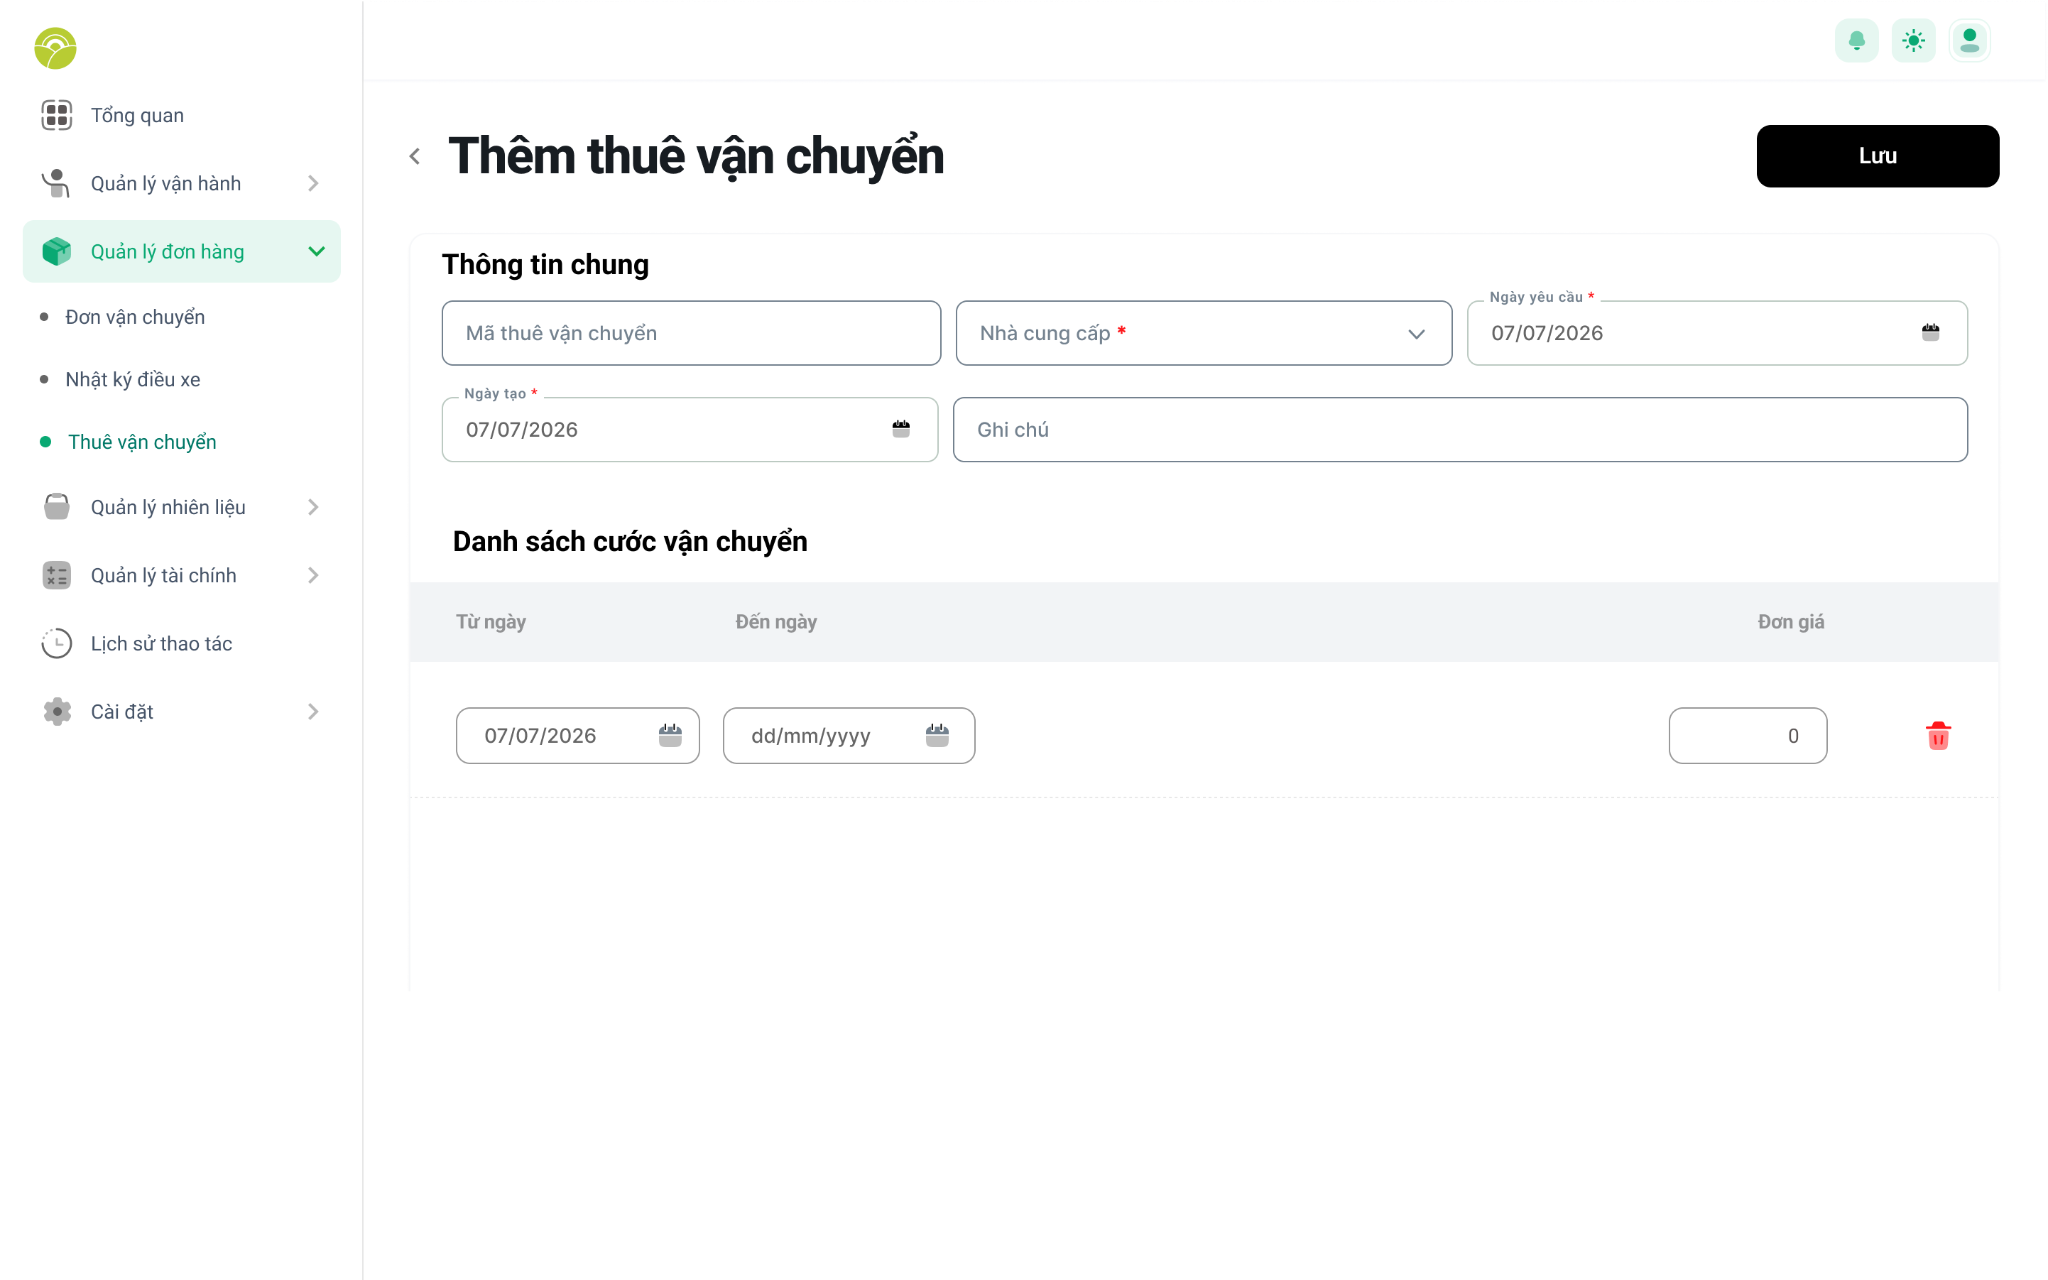 Tổng quan
Quản lý vận hành
Quản lý đơn hàng
Đơn vận chuyển
Nhật ký điều xe
Thuê vận chuyển
Quản lý nhiên liệu
Quản lý tài chính
Lịch sử thao tác
Cài đặt
Thêm thuê vận chuyển
Lưu
Thông tin chung
Mã thuê vận chuyển
Nhà cung cấp *
Ngày yêu cầu *
07/07/2026
Ngày tạo *
07/07/2026
Ghi chú
Danh sách cước vận chuyển
Từ ngày Đến ngày Đơn giá
07/07/2026 dd/mm/yyyy 0